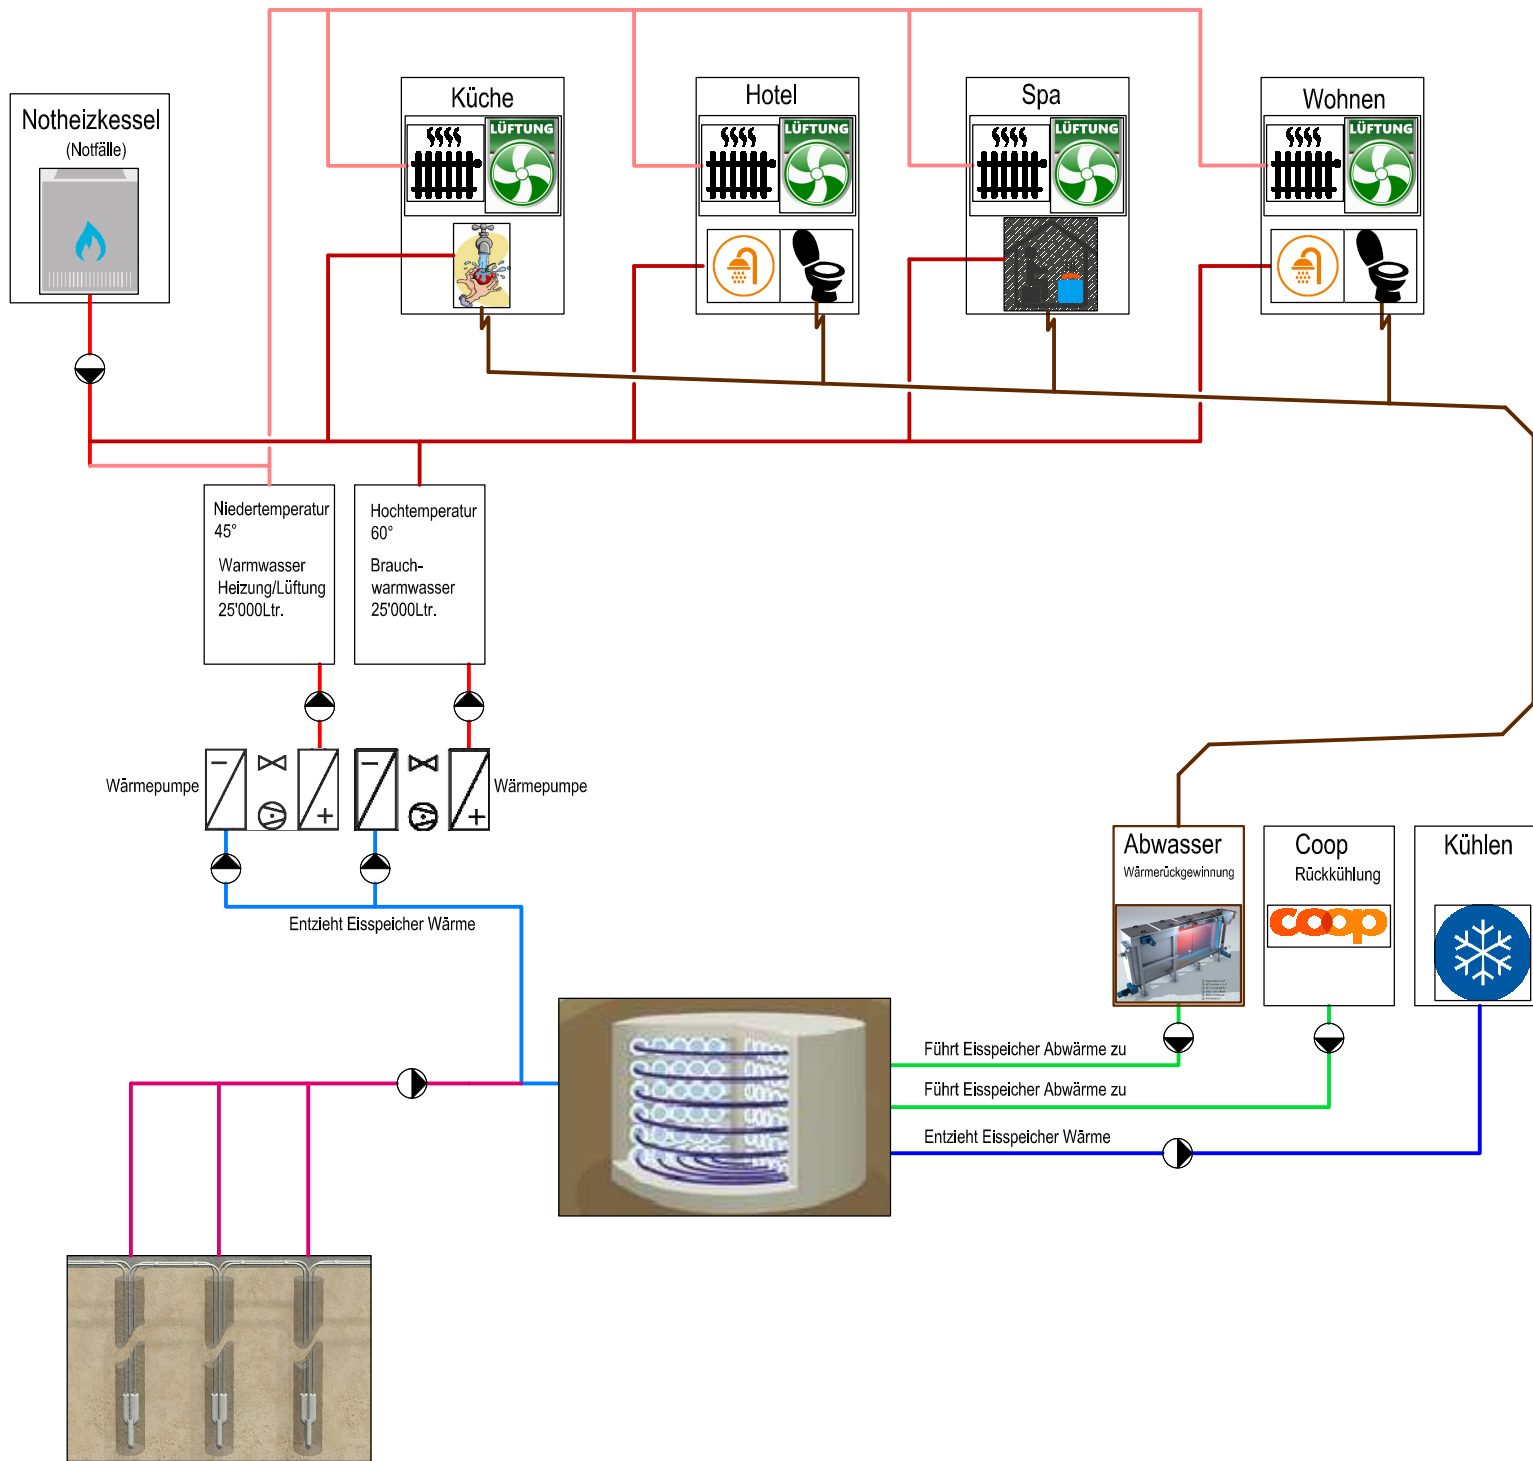 Notheizkessel
(Notfälle)
Küche
LÜFTUNG
Hotel
LÜFTUNG
Spa
LÜFTUNG
Wohnen
LÜFTUNG
Niedertemperatur
45°
Warmwasser
Heizung/Lüftung
25'000Ltr.
Hochtemperatur
60°
Brauch-
warmwasser
25'000Ltr.
Wärmepumpe
Wärmepumpe
Entzieht Eisspeicher Wärme
Abwasser
Wärmerückgewinnung
Coop
Rückkühlung
coop
Kühlen
Führt Eisspeicher Abwärme zu
Führt Eisspeicher Abwärme zu
Entzieht Eisspeicher Wärme